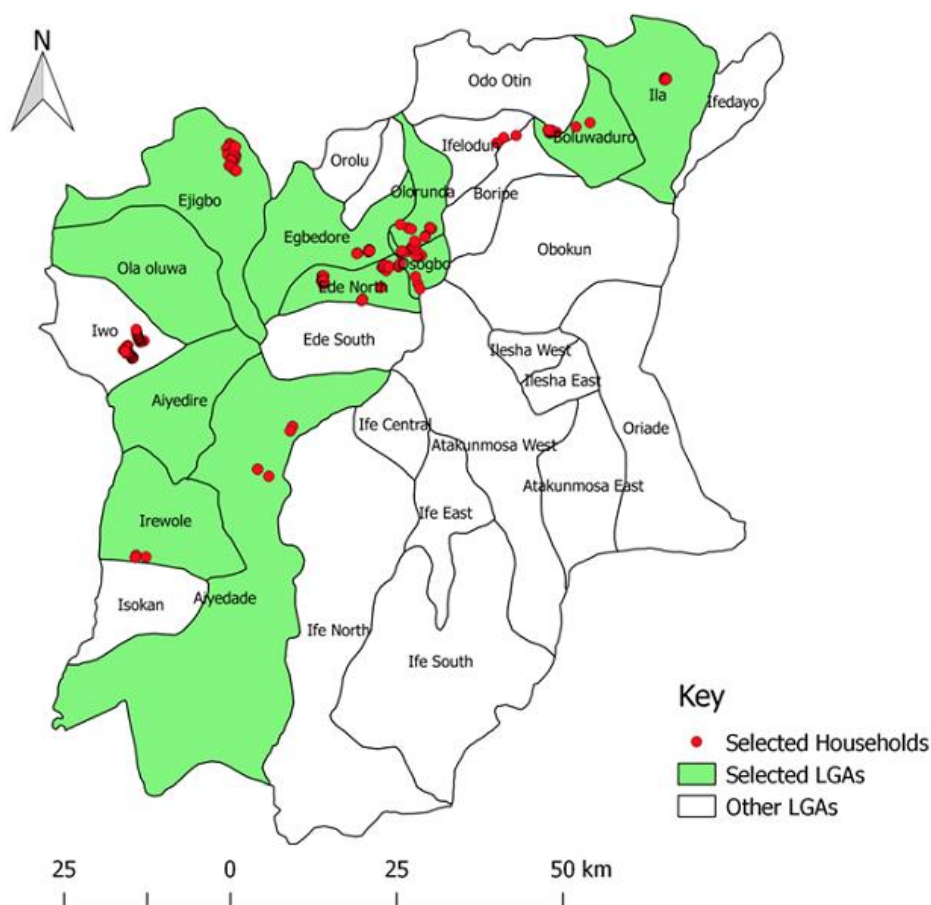 N
Odo Otin
Ila
Ifedayo
Ifelodun
Boluwaduro
Orolu
Olorunda
Boripe
Ejigbo
Egbedore
Obokun
Ola oluwa
Osogbo
Ede North
Iwo
Ede South
Ilesha West
Ilesha East
Aiyedire
Ife Central
Oriade
Atakunmosa West
Atakunmosa East
Irewole
Ife East
Isokan
Aiyedade
Ife North
Ife South
Key
Selected Households
Selected LGAs
Other LGAs
25 0 25 50 km